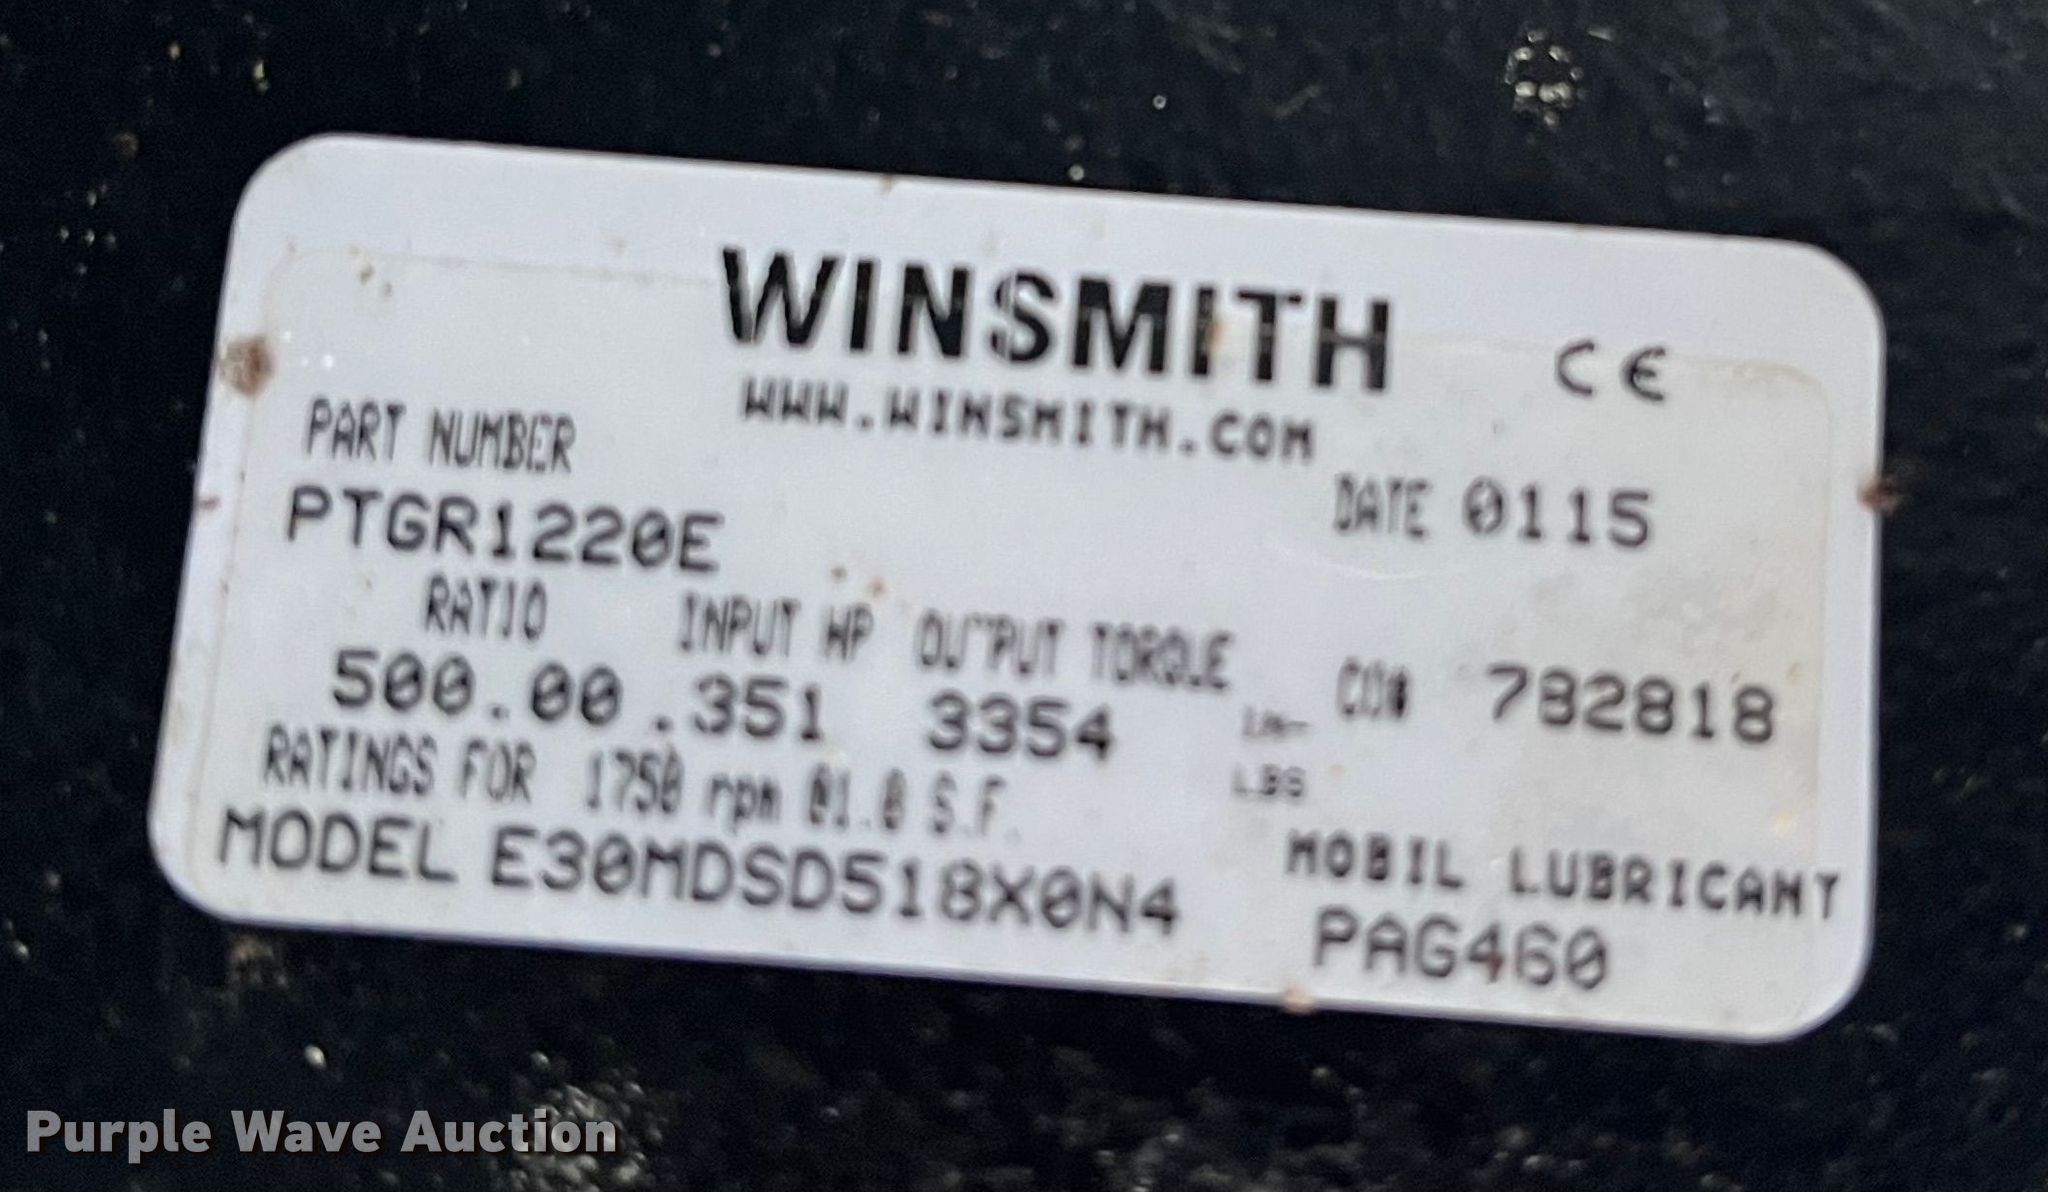 WINSMITH
CE
WWW.WINSMITH.COM
PART NUMBER
PTGR1220E
DATE 0115
RATIO INPUT HP OUTPUT TORQUE
500.00 .351 3354 IN-LBS
CO# 782818
RATINGS FOR 1750 rpm @1.0 S.F.
MODEL E30MDSD518X0N4
MOBIL LUBRICANT
PAG460
Purple Wave Auction